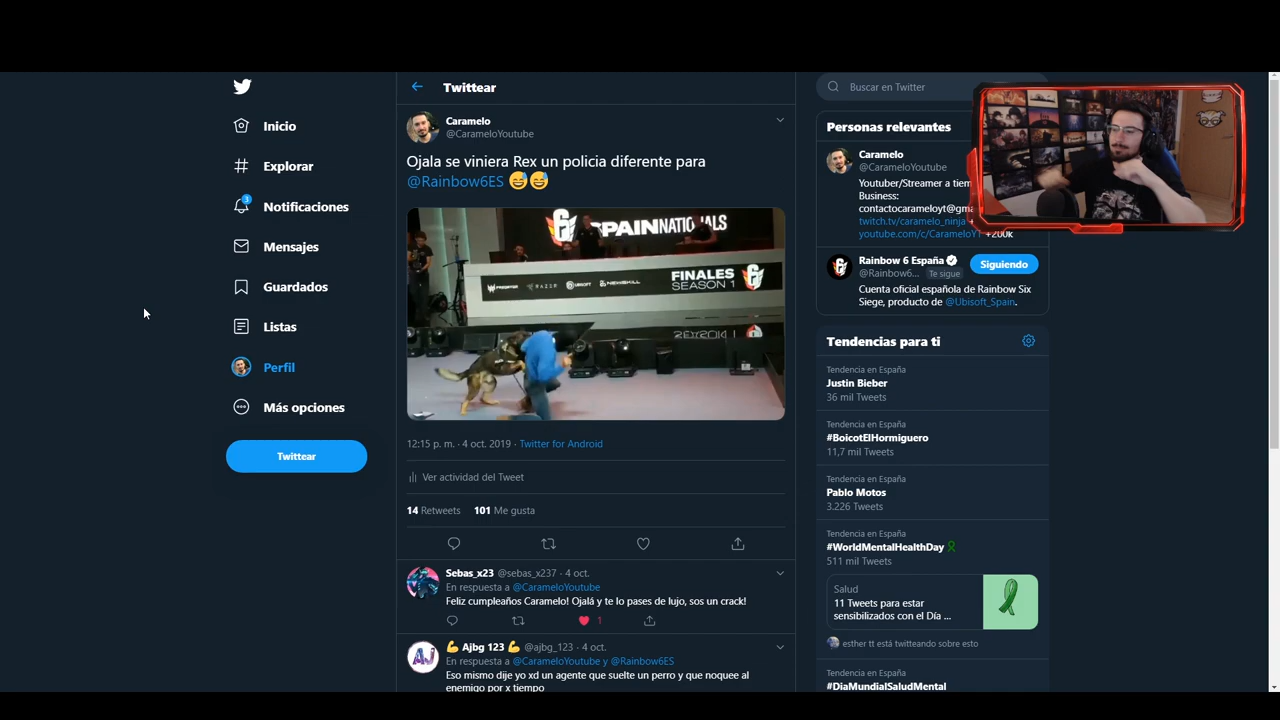 Inicio
Explorar
3
Notificaciones
Mensajes
Guardados
Listas
Perfil
Más opciones
Twittear
Twittear
Caramelo
@CarameloYoutube
Ojala se viniera Rex un policia diferente para
@Rainbow6ES 😅😅
SPAIN NATIONALS
FINALES
SEASON 1
PREDATOR
RAZER
UBISOFT
NEWSKILL
12:15 p. m. · 4 oct. 2019 · Twitter for Android
Ver actividad del Tweet
14 Retweets 101 Me gusta
Sebas_x23 @sebas_x237 · 4 oct.
En respuesta a @CarameloYoutube
Feliz cumpleaños Caramelo! Ojalá y te lo pases de lujo, sos un crack!
1
💪 Ajbg 123 💪 @ajbg_123 · 4 oct.
En respuesta a @CarameloYoutube y @Rainbow6ES
Eso mismo dije yo xd un agente que suelte un perro y que noquee al
enemigo por x tiempo
Buscar en Twitter
Personas relevantes
Caramelo
@CarameloYoutube
Youtuber/Streamer a tiem
Business:
contactocarameloyt@gma
twitch.tv/caramelo_ninja +
youtube.com/c/CarameloYT +200k
Rainbow 6 España
@Rainbow6... Te sigue
Siguiendo
Cuenta oficial española de Rainbow Six
Siege, producto de @Ubisoft_Spain.
Tendencias para ti
Tendencia en España
Justin Bieber
36 mil Tweets
Tendencia en España
#BoicotElHormiguero
11,7 mil Tweets
Tendencia en España
Pablo Motos
3.226 Tweets
Tendencia en España
#WorldMentalHealthDay
511 mil Tweets
Salud
11 Tweets para estar
sensibilizados con el Día ...
esther tt está twitteando sobre esto
Tendencia en España
#DiaMundialSaludMental